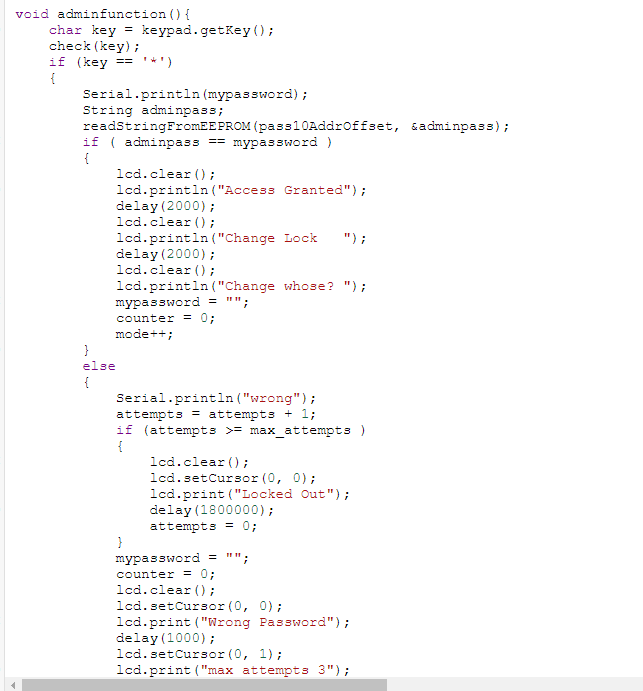 void adminfunction(){
    char key = keypad.getKey();
    check(key);
    if (key == '*')
    {
        Serial.println(mypassword);
        String adminpass;
        readStringFromEEPROM(pass10AddrOffset, &adminpass);
        if ( adminpass == mypassword )
        {
            lcd.clear();
            lcd.println("Access Granted");
            delay(2000);
            lcd.clear();
            lcd.println("Change Lock   ");
            delay(2000);
            lcd.clear();
            lcd.println("Change whose? ");
            mypassword = "";
            counter = 0;
            mode++;
        }
        else
        {
            Serial.println("wrong");
            attempts = attempts + 1;
            if (attempts >= max_attempts )
            {
                lcd.clear();
                lcd.setCursor(0, 0);
                lcd.print("Locked Out");
                delay(1800000);
                attempts = 0;
            }
            mypassword = "";
            counter = 0;
            lcd.clear();
            lcd.setCursor(0, 0);
            lcd.print("Wrong Password");
            delay(1000);
            lcd.setCursor(0, 1);
            lcd.print("max attempts 3");